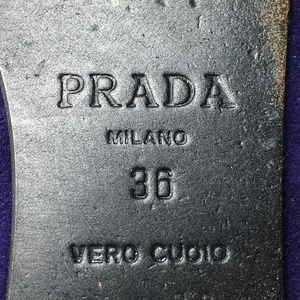 PRADA
MILANO
36
VERO CUOIO